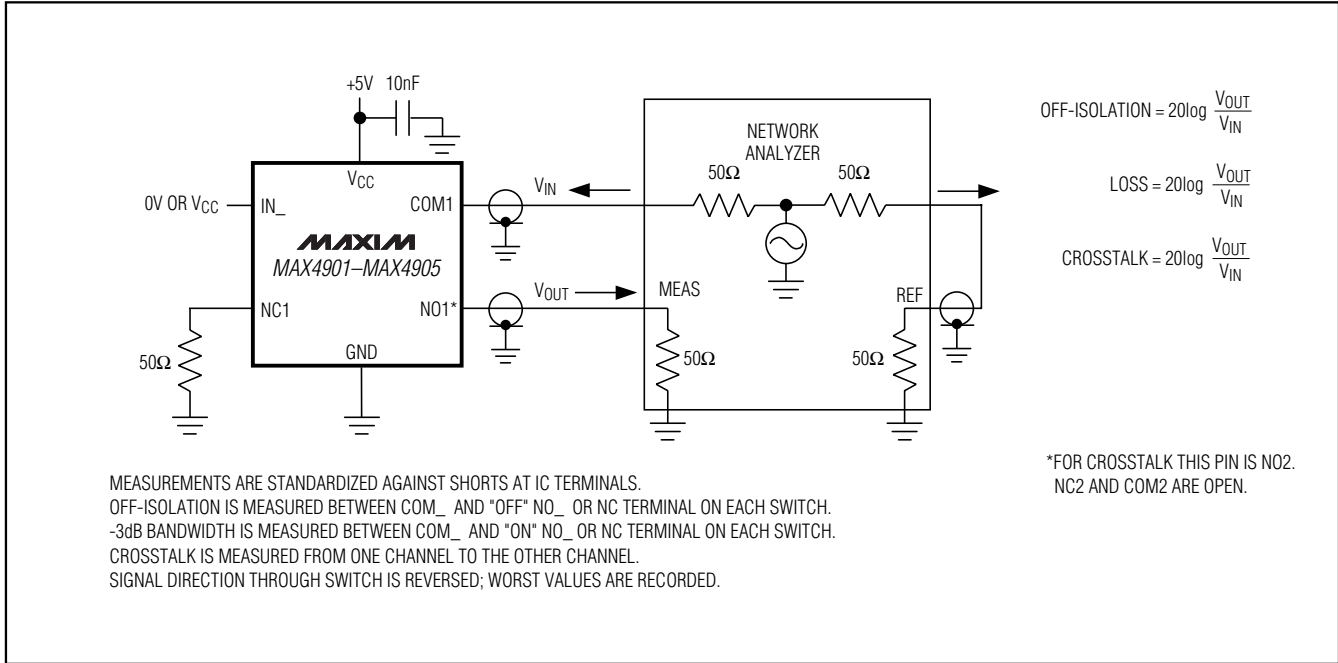 +5V 10nF
VCC
0V OR VCC
IN_
COM1
MAXIM
MAX4901–MAX4905
NC1
NO1*
GND
50Ω
VIN
VOUT
NETWORK
ANALYZER
50Ω
50Ω
MEAS
REF
50Ω
50Ω
OFF-ISOLATION = 20log VOUT
VIN
LOSS = 20log VOUT
VIN
CROSSTALK = 20log VOUT
VIN
*FOR CROSSTALK THIS PIN IS NO2.
NC2 AND COM2 ARE OPEN.
MEASUREMENTS ARE STANDARDIZED AGAINST SHORTS AT IC TERMINALS.
OFF-ISOLATION IS MEASURED BETWEEN COM_ AND "OFF" NO_ OR NC TERMINAL ON EACH SWITCH.
-3dB BANDWIDTH IS MEASURED BETWEEN COM_ AND "ON" NO_ OR NC TERMINAL ON EACH SWITCH.
CROSSTALK IS MEASURED FROM ONE CHANNEL TO THE OTHER CHANNEL.
SIGNAL DIRECTION THROUGH SWITCH IS REVERSED; WORST VALUES ARE RECORDED.